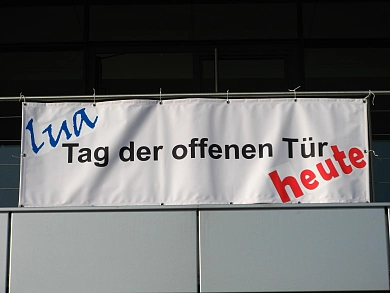 lua
Tag der offenen Tür
heute